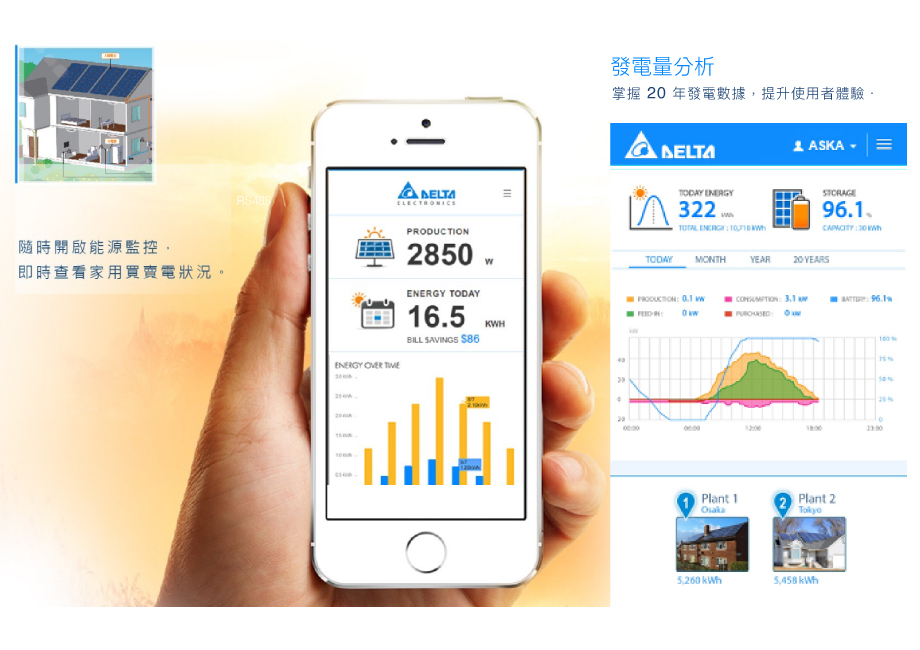 隨時開啟能源監控，
即時查看家用買賣電狀況。
RS485
DELTA
ELECTRONICS
PRODUCTION
2850 W
ENERGY TODAY
16.5 KWH
BILL SAVINGS $86
ENERGY OVER TIME
發電量分析
掌握 20 年發電數據，提升使用者體驗．
DELTA
ASKA
TODAY ENERGY
322 kWh
TOTAL ENERGY : 10,710 kWh
STORAGE
96.1 %
CAPACITY : 30 kWh
TODAY MONTH YEAR 20 YEARS
PRODUCTION : 0.1 kW CONSUMPTION : 3.1 kW BATTERY : 96.1%
FEED-IN : 0 kW PURCHASED : 0 kW
kW
100 %
75 %
40
20 50 %
0 25 %
20 0
00:00 06:00 12:00 18:00 23:00
1 Plant 1
Osaka
5,260 kWh
2 Plant 2
Tokyo
5,458 kWh